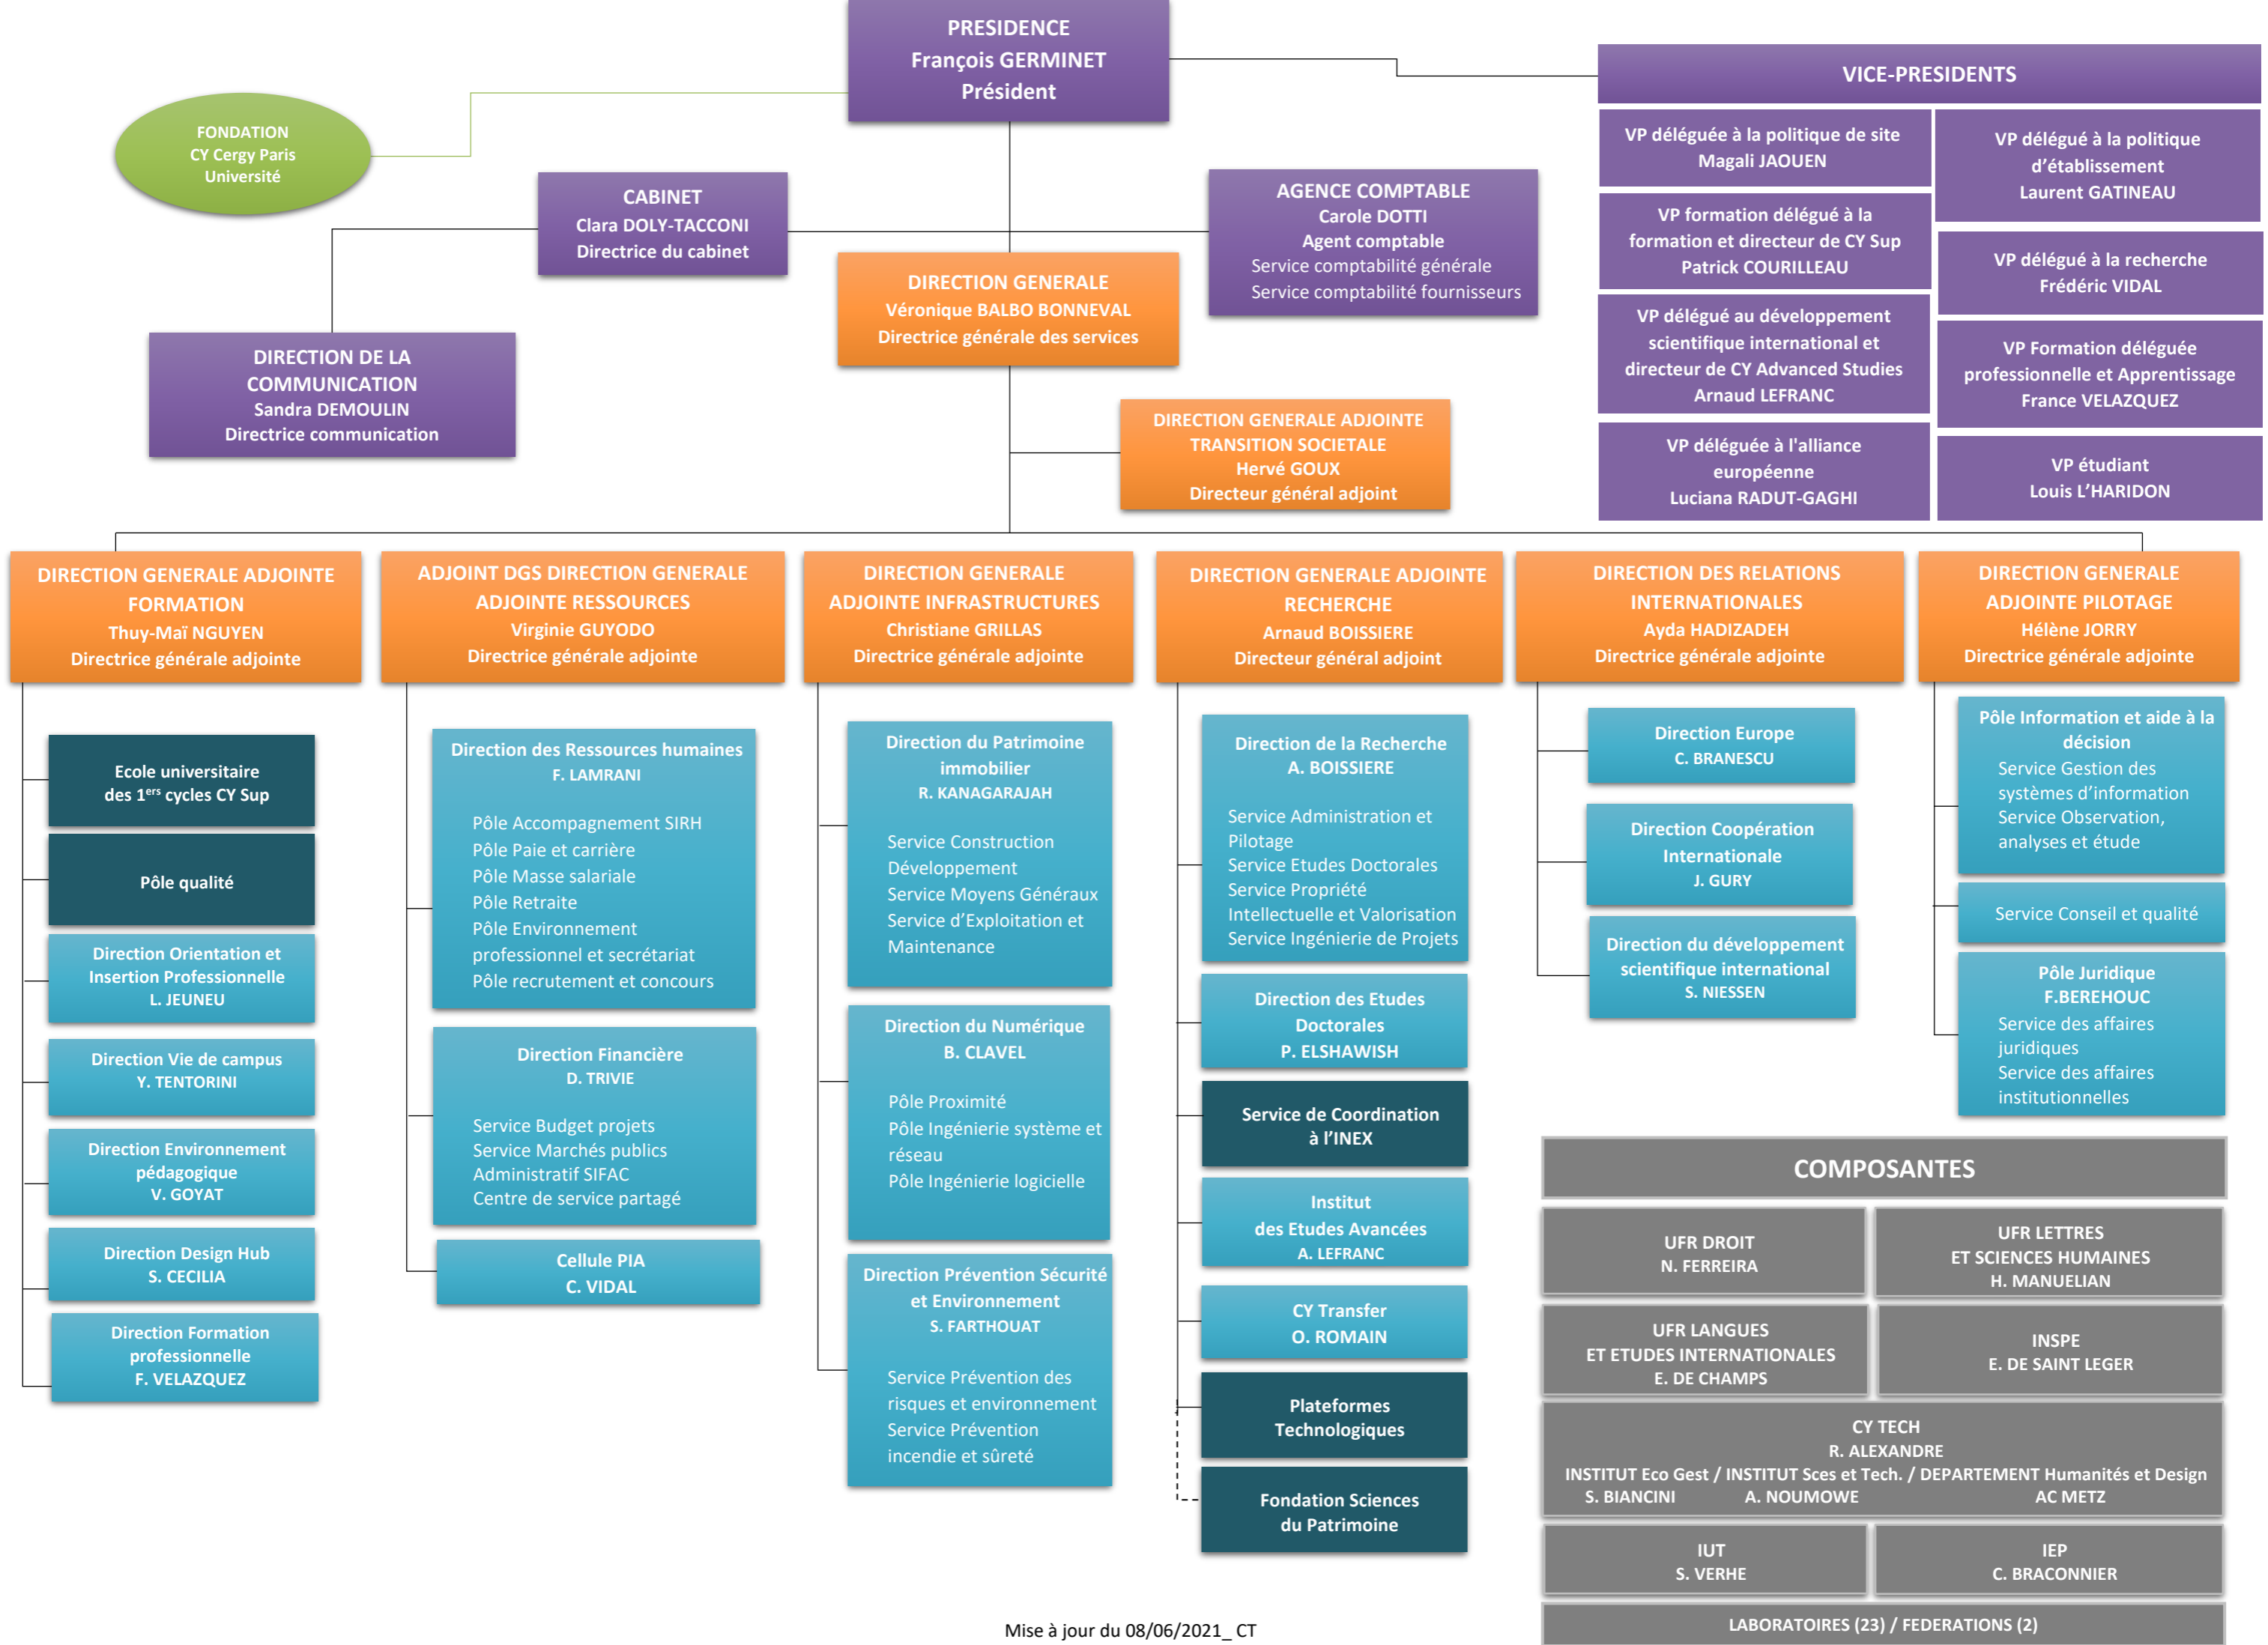 PRESIDENCE
François GERMINET
Président
FONDATION
CY Cergy Paris
Université
CABINET
Clara DOLY-TACCONI
Directrice du cabinet
AGENCE COMPTABLE
Carole DOTTI
Agent comptable
Service comptabilité générale
Service comptabilité fournisseurs
DIRECTION GENERALE
Véronique BALBO BONNEVAL
Directrice générale des services
DIRECTION DE LA
COMMUNICATION
Sandra DEMOULIN
Directrice communication
DIRECTION GENERALE ADJOINTE
TRANSITION SOCIETALE
Hervé GOUX
Directeur général adjoint
VICE-PRESIDENTS
VP déléguée à la politique de site
Magali JAOUEN
VP délégué à la politique
d’établissement
Laurent GATINEAU
VP formation délégué à la
formation et directeur de CY Sup
Patrick COURILLEAU
VP délégué à la recherche
Frédéric VIDAL
VP délégué au développement
scientifique international et
directeur de CY Advanced Studies
Arnaud LEFRANC
VP Formation déléguée
professionnelle et Apprentissage
France VELAZQUEZ
VP déléguée à l'alliance
européenne
Luciana RADUT-GAGHI
VP étudiant
Louis L’HARIDON
DIRECTION GENERALE ADJOINTE
FORMATION
Thuy-Maï NGUYEN
Directrice générale adjointe
Ecole universitaire
des 1ers cycles CY Sup
Pôle qualité
Direction Orientation et
Insertion Professionnelle
L. JEUNEU
Direction Vie de campus
Y. TENTORINI
Direction Environnement
pédagogique
V. GOYAT
Direction Design Hub
S. CECILIA
Direction Formation
professionnelle
F. VELAZQUEZ
ADJOINT DGS DIRECTION GENERALE
ADJOINTE RESSOURCES
Virginie GUYODO
Directrice générale adjointe
Direction des Ressources humaines
F. LAMRANI
Pôle Accompagnement SIRH
Pôle Paie et carrière
Pôle Masse salariale
Pôle Retraite
Pôle Environnement
professionnel et secrétariat
Pôle recrutement et concours
Direction Financière
D. TRIVIE
Service Budget projets
Service Marchés publics
Administratif SIFAC
Centre de service partagé
Cellule PIA
C. VIDAL
DIRECTION GENERALE
ADJOINTE INFRASTRUCTURES
Christiane GRILLAS
Directrice générale adjointe
Direction du Patrimoine
immobilier
R. KANAGARAJAH
Service Construction
Développement
Service Moyens Généraux
Service d’Exploitation et
Maintenance
Direction du Numérique
B. CLAVEL
Pôle Proximité
Pôle Ingénierie système et
réseau
Pôle Ingénierie logicielle
Direction Prévention Sécurité
et Environnement
S. FARTHOUAT
Service Prévention des
risques et environnement
Service Prévention
incendie et sûreté
DIRECTION GENERALE ADJOINTE
RECHERCHE
Arnaud BOISSIERE
Directeur général adjoint
Direction de la Recherche
A. BOISSIERE
Service Administration et
Pilotage
Service Etudes Doctorales
Service Propriété
Intellectuelle et Valorisation
Service Ingénierie de Projets
Direction des Etudes
Doctorales
P. ELSHAWISH
Service de Coordination
à l’INEX
Institut
des Etudes Avancées
A. LEFRANC
CY Transfer
O. ROMAIN
Plateformes
Technologiques
Fondation Sciences
du Patrimoine
DIRECTION DES RELATIONS
INTERNATIONALES
Ayda HADIZADEH
Directrice générale adjointe
Direction Europe
C. BRANESCU
Direction Coopération
Internationale
J. GURY
Direction du développement
scientifique international
S. NIESSEN
DIRECTION GENERALE
ADJOINTE PILOTAGE
Hélène JORRY
Directrice générale adjointe
Pôle Information et aide à la
décision
Service Gestion des
systèmes d’information
Service Observation,
analyses et étude
Service Conseil et qualité
Pôle Juridique
F.BEREHOUC
Service des affaires
juridiques
Service des affaires
institutionnelles
COMPOSANTES
UFR DROIT
N. FERREIRA
UFR LETTRES
ET SCIENCES HUMAINES
H. MANUELIAN
UFR LANGUES
ET ETUDES INTERNATIONALES
E. DE CHAMPS
INSPE
E. DE SAINT LEGER
CY TECH
R. ALEXANDRE
INSTITUT Eco Gest / INSTITUT Sces et Tech. / DEPARTEMENT Humanités et Design
S. BIANCINI A. NOUMOWE AC METZ
IUT
S. VERHE
IEP
C. BRACONNIER
LABORATOIRES (23) / FEDERATIONS (2)
Mise à jour du 08/06/2021_ CT